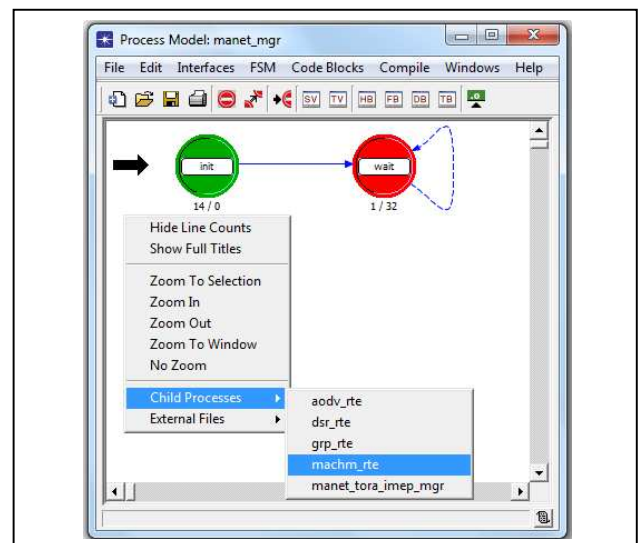 Process Model: manet_mgr
File Edit Interfaces FSM Code Blocks Compile Windows Help
SV TV HB FB DB TB
init
wait
14 / 0
1 / 32
Hide Line Counts
Show Full Titles
Zoom To Selection
Zoom In
Zoom Out
Zoom To Window
No Zoom
Child Processes
External Files
aodv_rte
dsr_rte
grp_rte
machm_rte
manet_tora_imep_mgr